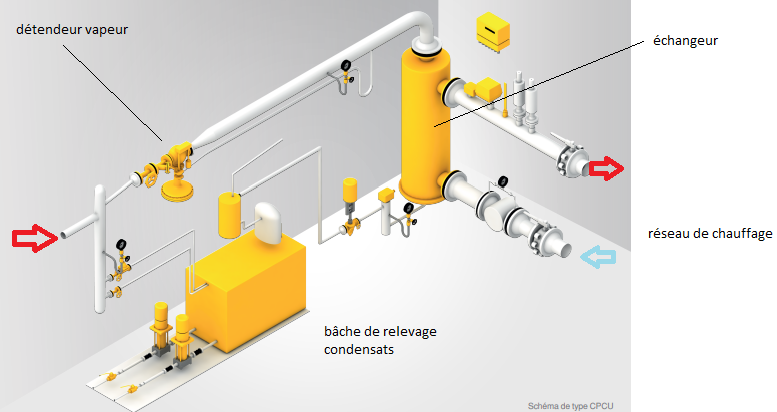 détendeur vapeur
échangeur
réseau de chauffage
bâche de relevage
condensats
Schéma de type CPCU